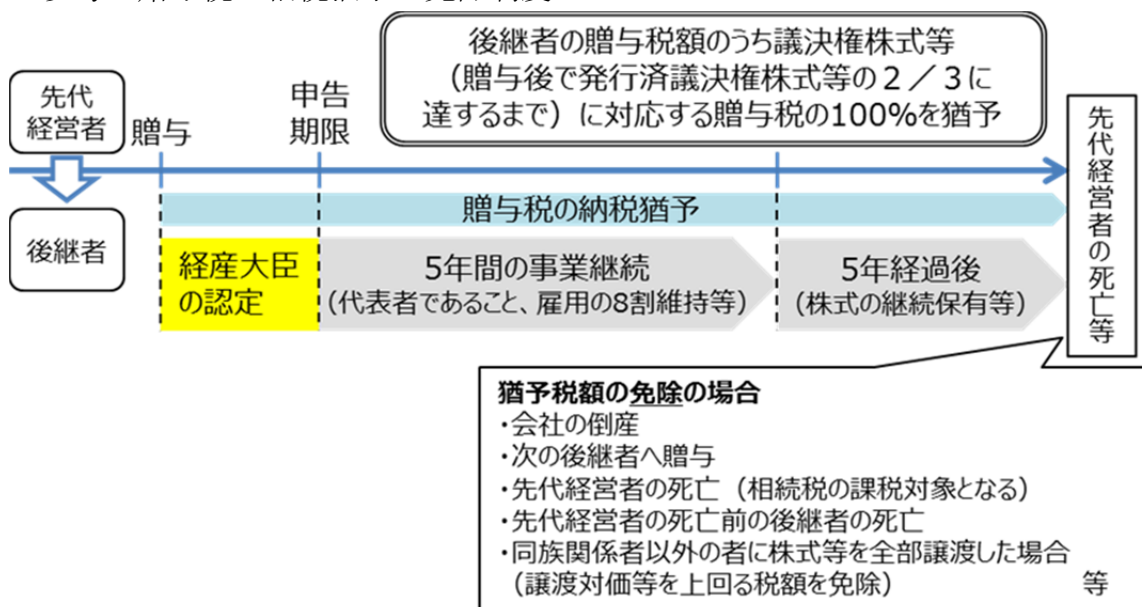 後継者の贈与税額のうち議決権株式等
（贈与後で発行済議決権株式等の２／３に
達するまで）に対応する贈与税の100%を猶予
先代
経営者
贈与
申告
期限
先代経営者の死亡等
後継者
贈与税の納税猶予
経産大臣
の認定
5年間の事業継続
（代表者であること、雇用の8割維持等）
5年経過後
（株式の継続保有等）
猶予税額の免除の場合
・会社の倒産
・次の後継者へ贈与
・先代経営者の死亡（相続税の課税対象となる）
・先代経営者の死亡前の後継者の死亡
・同族関係者以外の者に株式等を全部譲渡した場合
（譲渡対価等を上回る税額を免除） 等